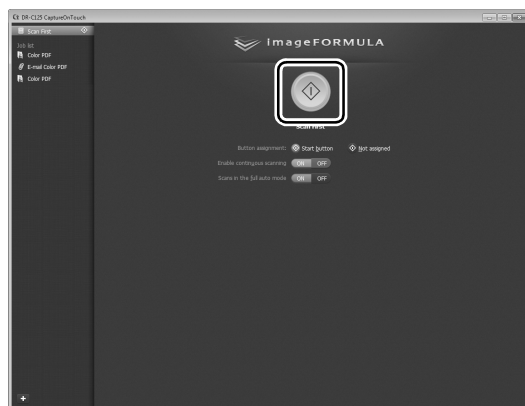 DR-C125 CaptureOnTouch
Scan First
Job list
Color PDF
E-mail Color PDF
Color PDF
imageFORMULA
Scan First
Button assignment: Start button Not assigned
Enable continuous scanning ON OFF
Scans in the full auto mode ON OFF